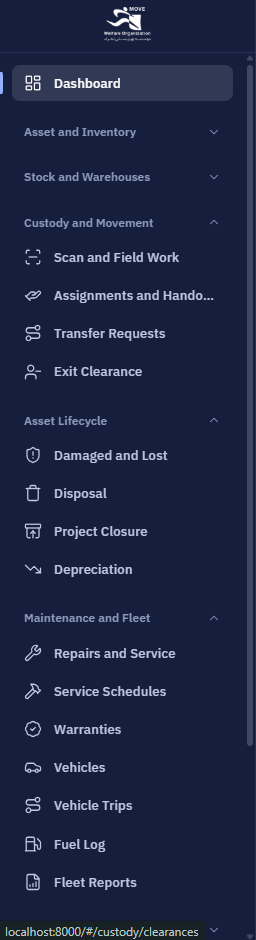 MOVE
Welfare Organization
Dashboard
Asset and Inventory
Stock and Warehouses
Custody and Movement
Scan and Field Work
Assignments and Hando...
Transfer Requests
Exit Clearance
Asset Lifecycle
Damaged and Lost
Disposal
Project Closure
Depreciation
Maintenance and Fleet
Repairs and Service
Service Schedules
Warranties
Vehicles
Vehicle Trips
Fuel Log
Fleet Reports
localhost:8000/#/custody/clearances